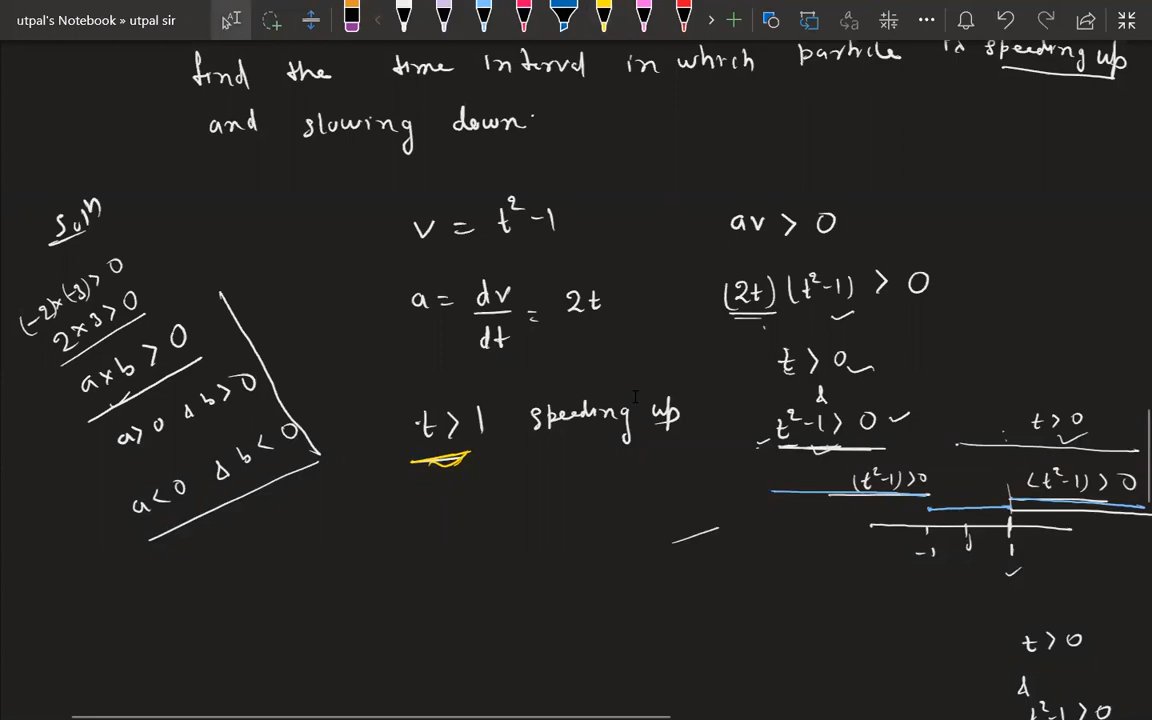 utpal's Notebook » utpal sir
find the time interval in which particle is speeding up
and slowing down.
Solⁿ
(-2)×(-3)>0
2×3>0
a×b>0
a>0 & b>0
a<0 & b<0
v = t²-1
a = dv/dt = 2t
t>1 speeding up
av > 0
(2t)(t²-1) > 0
t > 0
&
t²-1 > 0
t>0
(t²-1)>0 (t²-1)>0
-1 1
t>0
&
t²-1>0